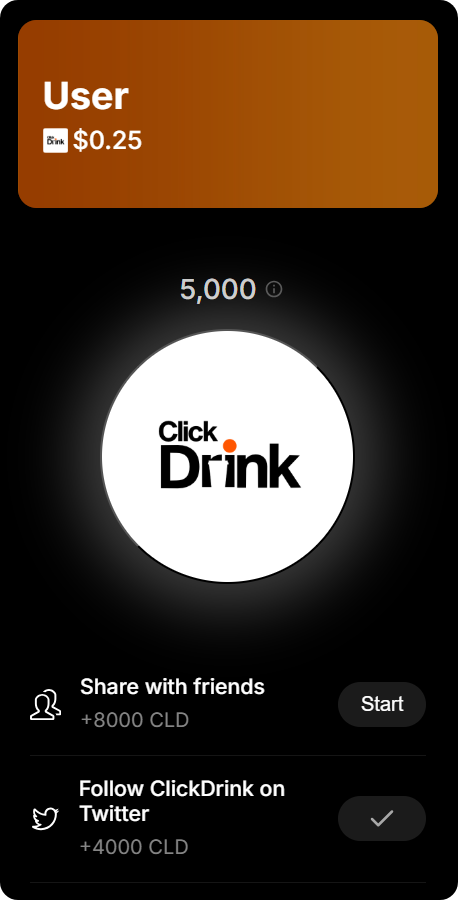 User
Click
Drink
$0.25
5,000
Click
Drink
Share with friends
+8000 CLD
Start
Follow ClickDrink on
Twitter
+4000 CLD